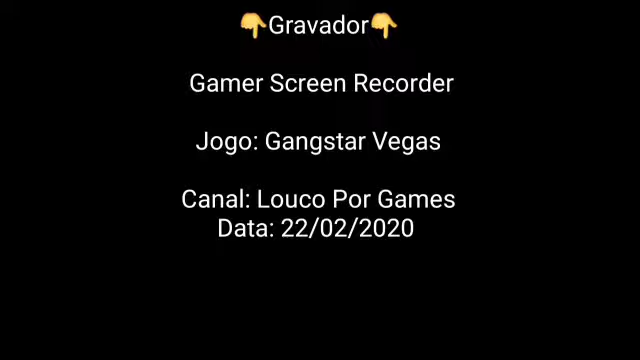 👇Gravador👇
Gamer Screen Recorder
Jogo: Gangstar Vegas
Canal: Louco Por Games
Data: 22/02/2020